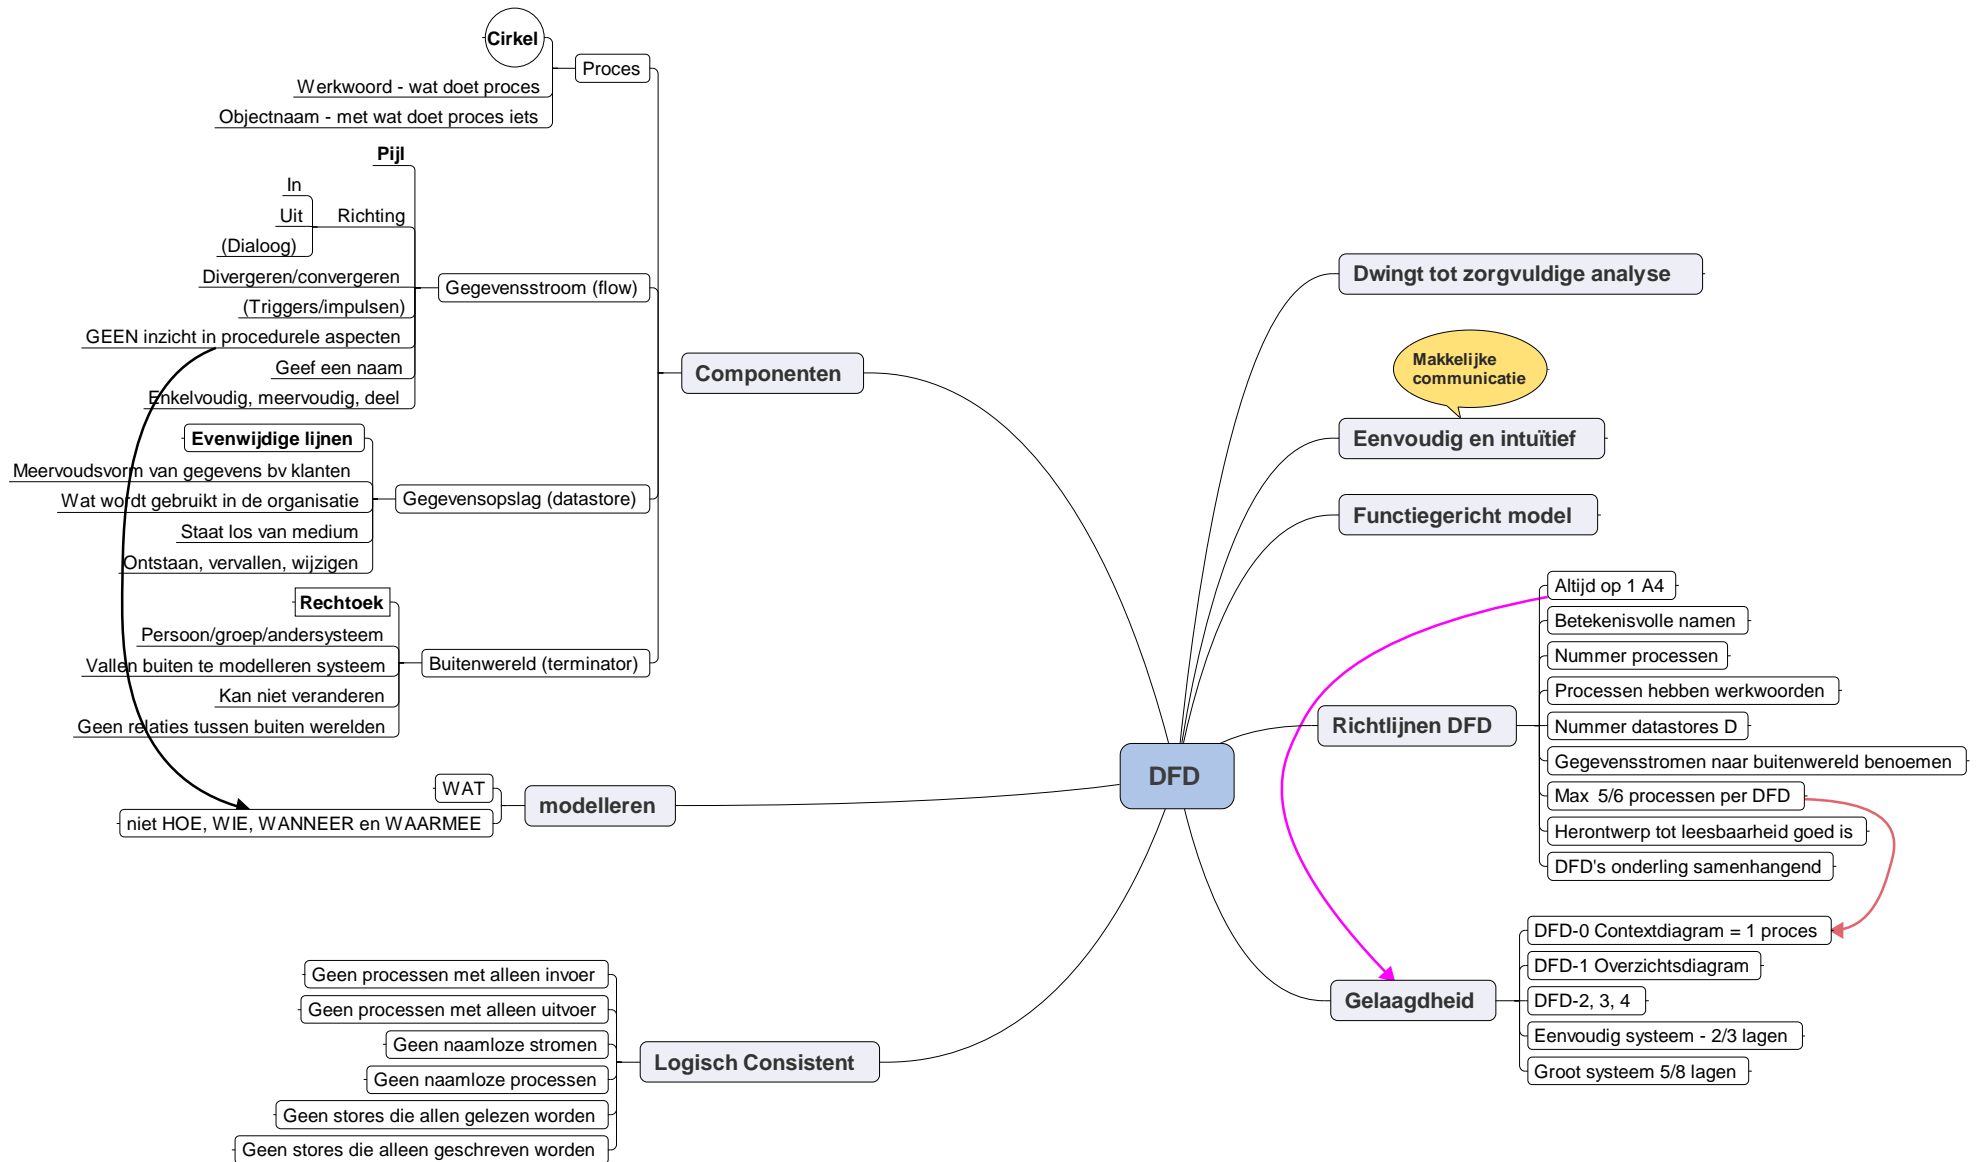 DFD
Componenten
Proces
Cirkel
Werkwoord - wat doet proces
Objectnaam - met wat doet proces iets
Gegevensstroom (flow)
Pijl
Richting
In
Uit
(Dialoog)
Divergeren/convergeren
(Triggers/impulsen)
GEEN inzicht in procedurele aspecten
Geef een naam
Enkelvoudig, meervoudig, deel
Gegevensopslag (datastore)
Evenwijdige lijnen
Meervoudsvorm van gegevens bv klanten
Wat wordt gebruikt in de organisatie
Staat los van medium
Ontstaan, vervallen, wijzigen
Buitenwereld (terminator)
Rechtoek
Persoon/groep/andersysteem
Vallen buiten te modelleren systeem
Kan niet veranderen
Geen relaties tussen buiten werelden
modelleren
WAT
niet HOE, WIE, WANNEER en WAARMEE
Logisch Consistent
Geen processen met alleen invoer
Geen processen met alleen uitvoer
Geen naamloze stromen
Geen naamloze processen
Geen stores die allen gelezen worden
Geen stores die alleen geschreven worden
Dwingt tot zorgvuldige analyse
Makkelijke
communicatie
Eenvoudig en intuïtief
Functiegericht model
Richtlijnen DFD
Altijd op 1 A4
Betekenisvolle namen
Nummer processen
Processen hebben werkwoorden
Nummer datastores D
Gegevensstromen naar buitenwereld benoemen
Max 5/6 processen per DFD
Herontwerp tot leesbaarheid goed is
DFD's onderling samenhangend
Gelaagdheid
DFD-0 Contextdiagram = 1 proces
DFD-1 Overzichtsdiagram
DFD-2, 3, 4
Eenvoudig systeem - 2/3 lagen
Groot systeem 5/8 lagen